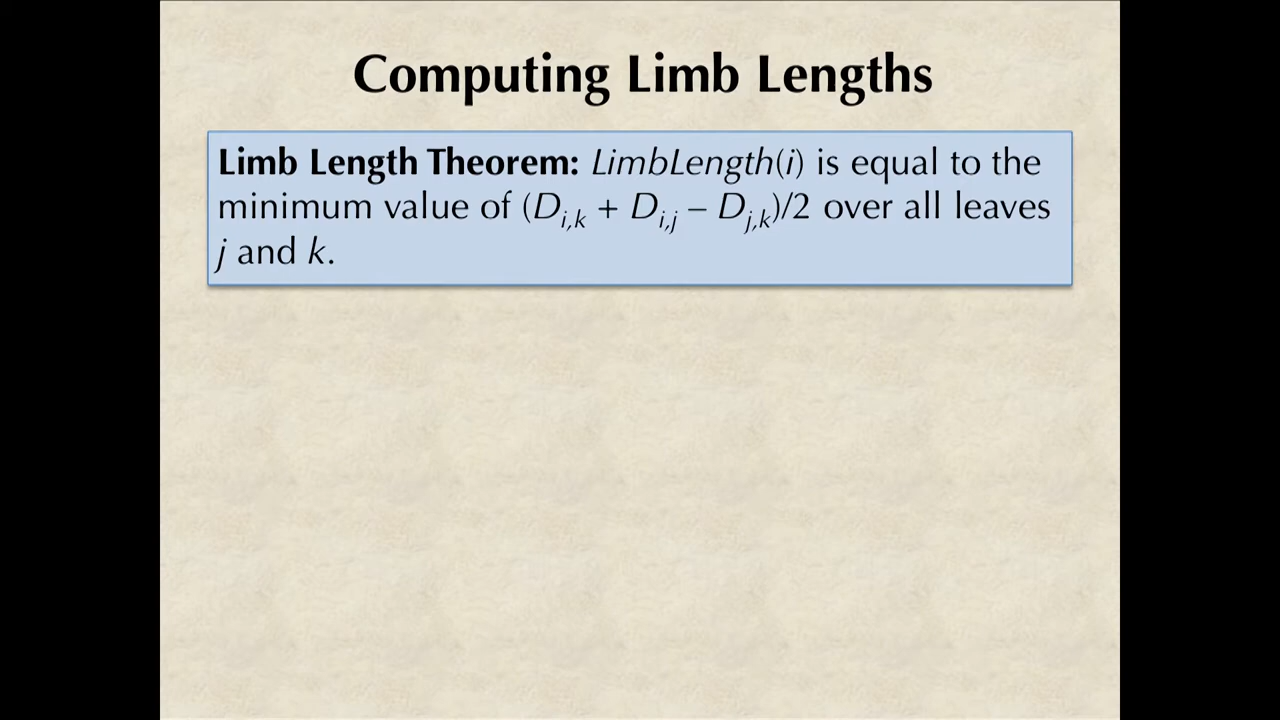 Computing Limb Lengths
Limb Length Theorem: LimbLength(i) is equal to the
minimum value of (Di,k + Di,j – Dj,k)/2 over all leaves
j and k.